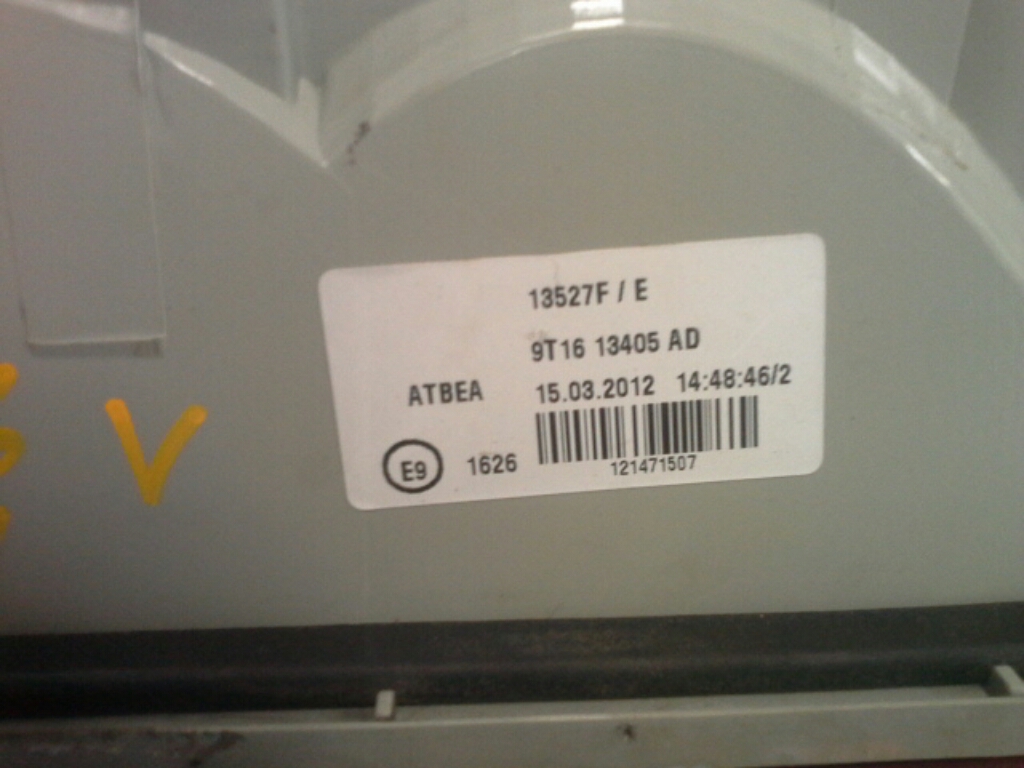 13527F / E
9T16 13405 AD
ATBEA 15.03.2012 14:48:46/2
E9 1626
121471507
V